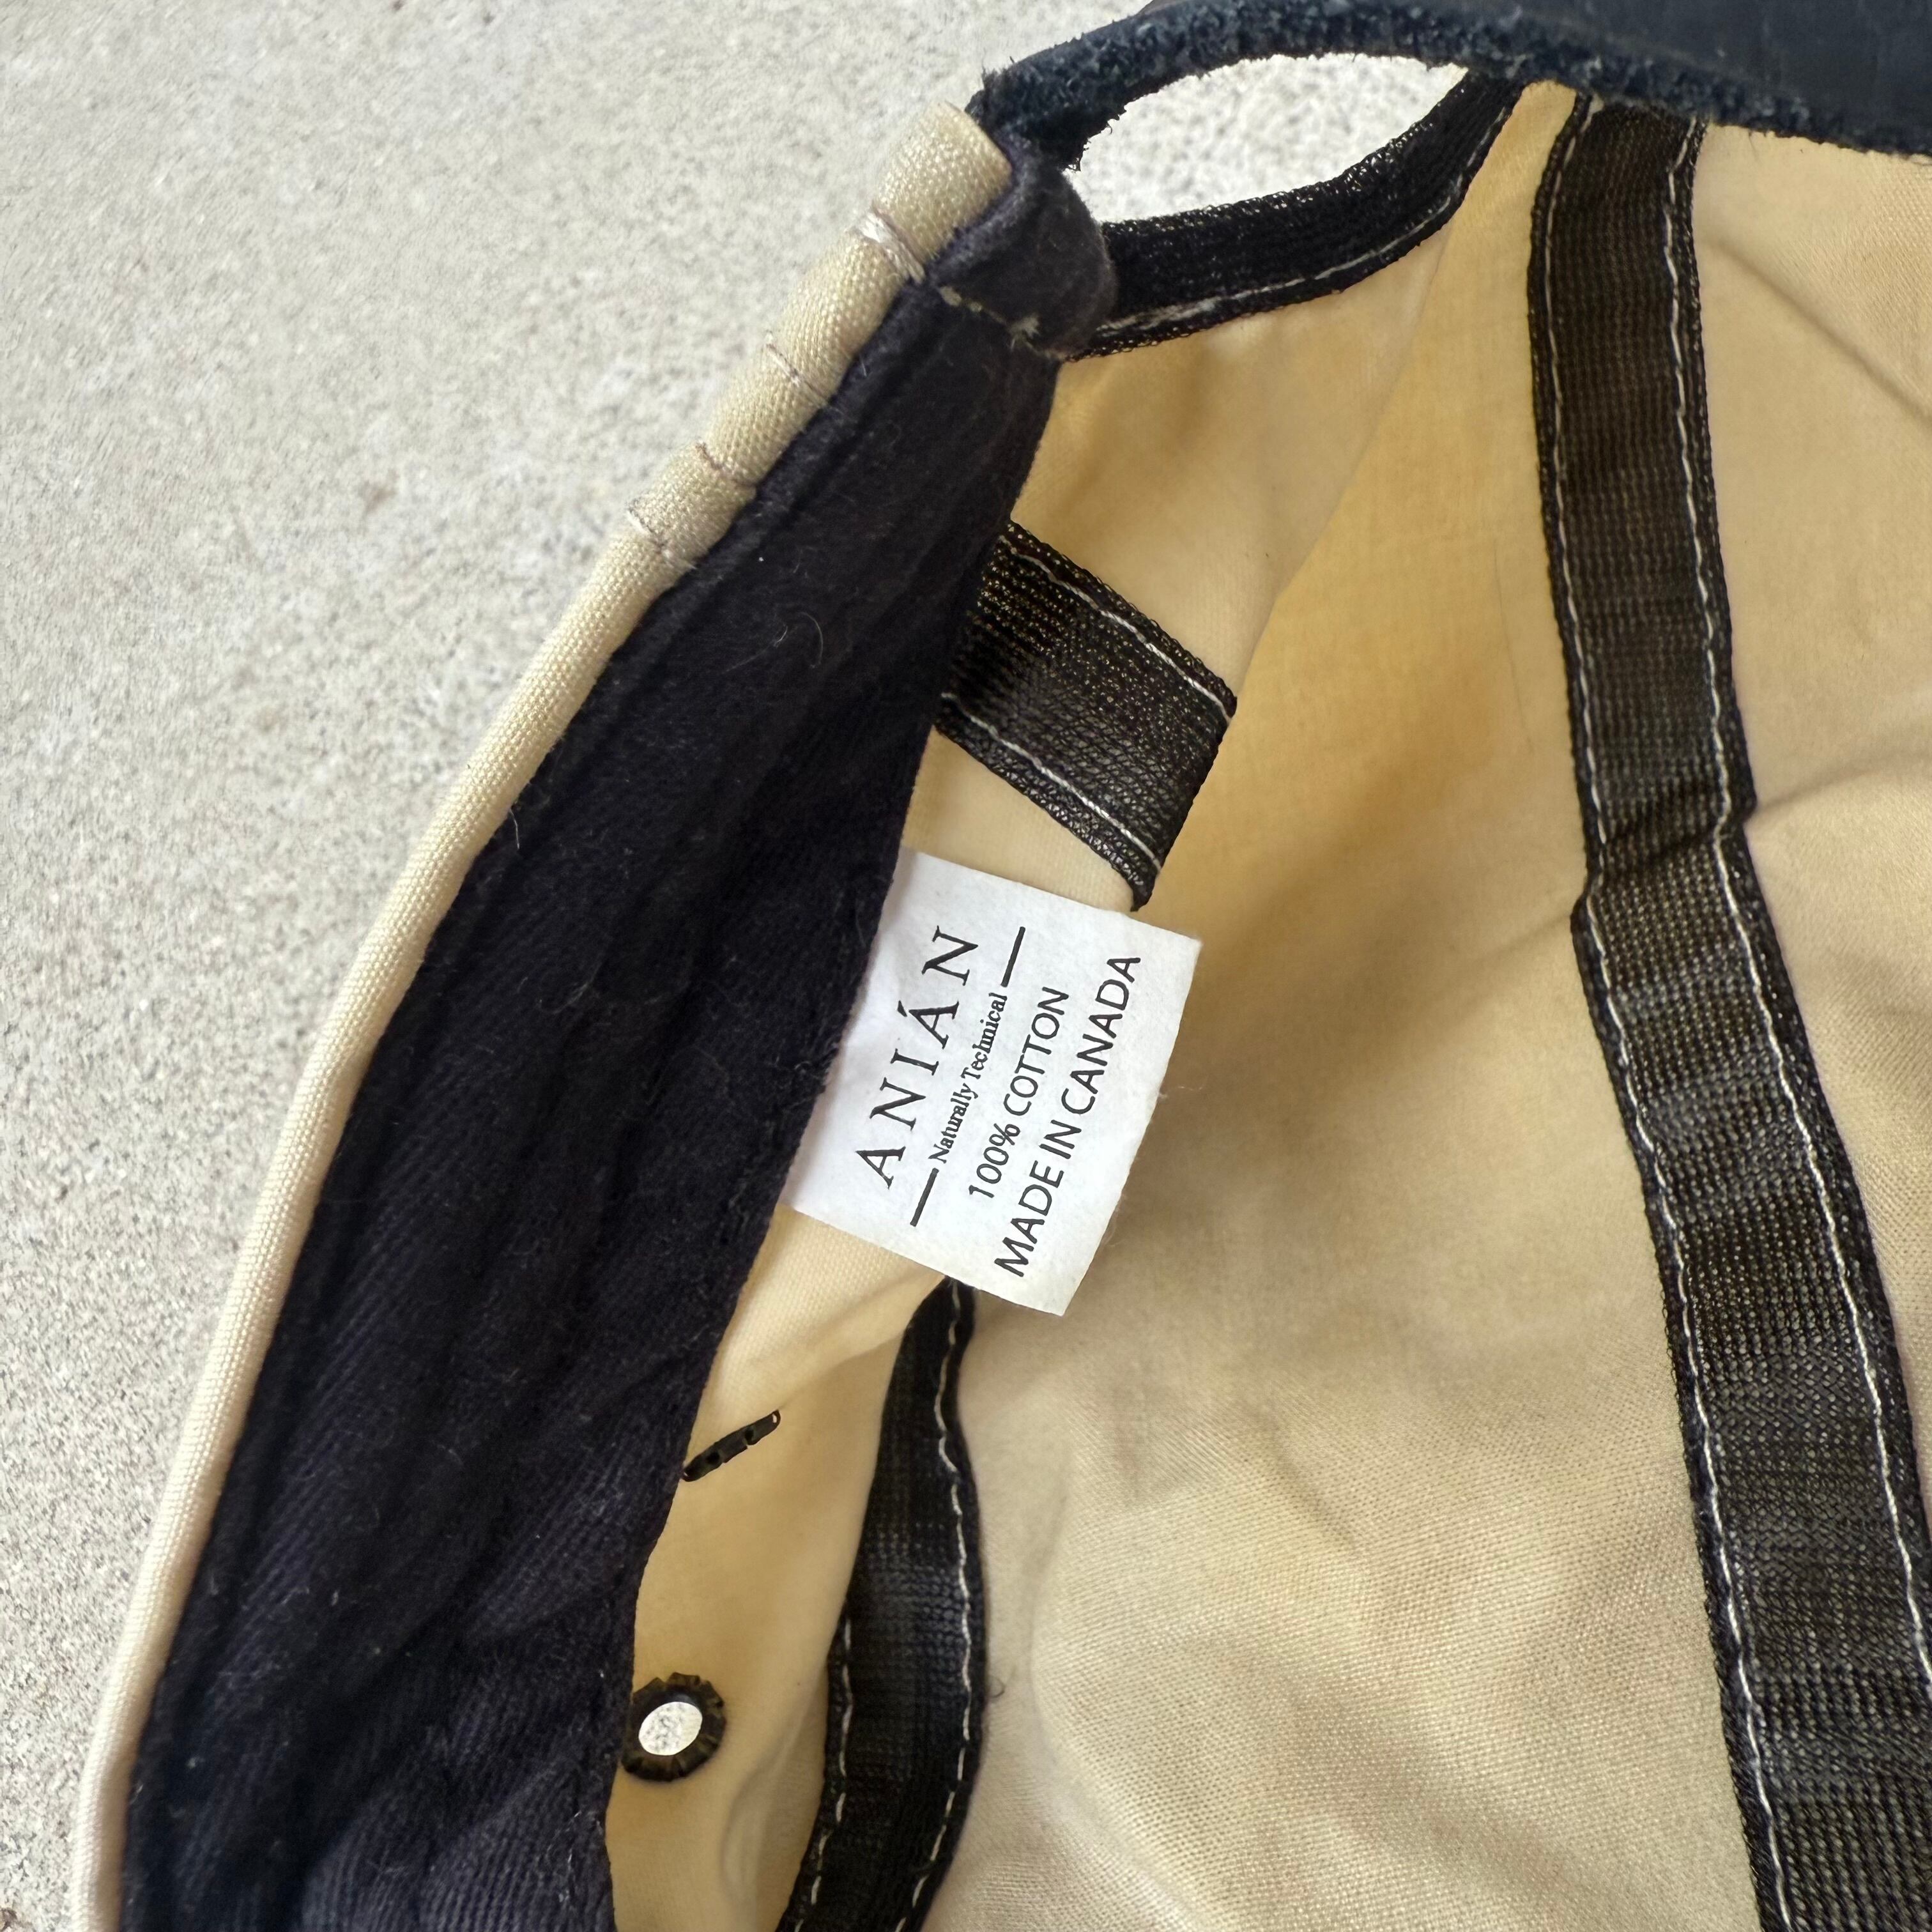 ANIÁN
Naturally Technical
100% COTTON
MADE IN CANADA